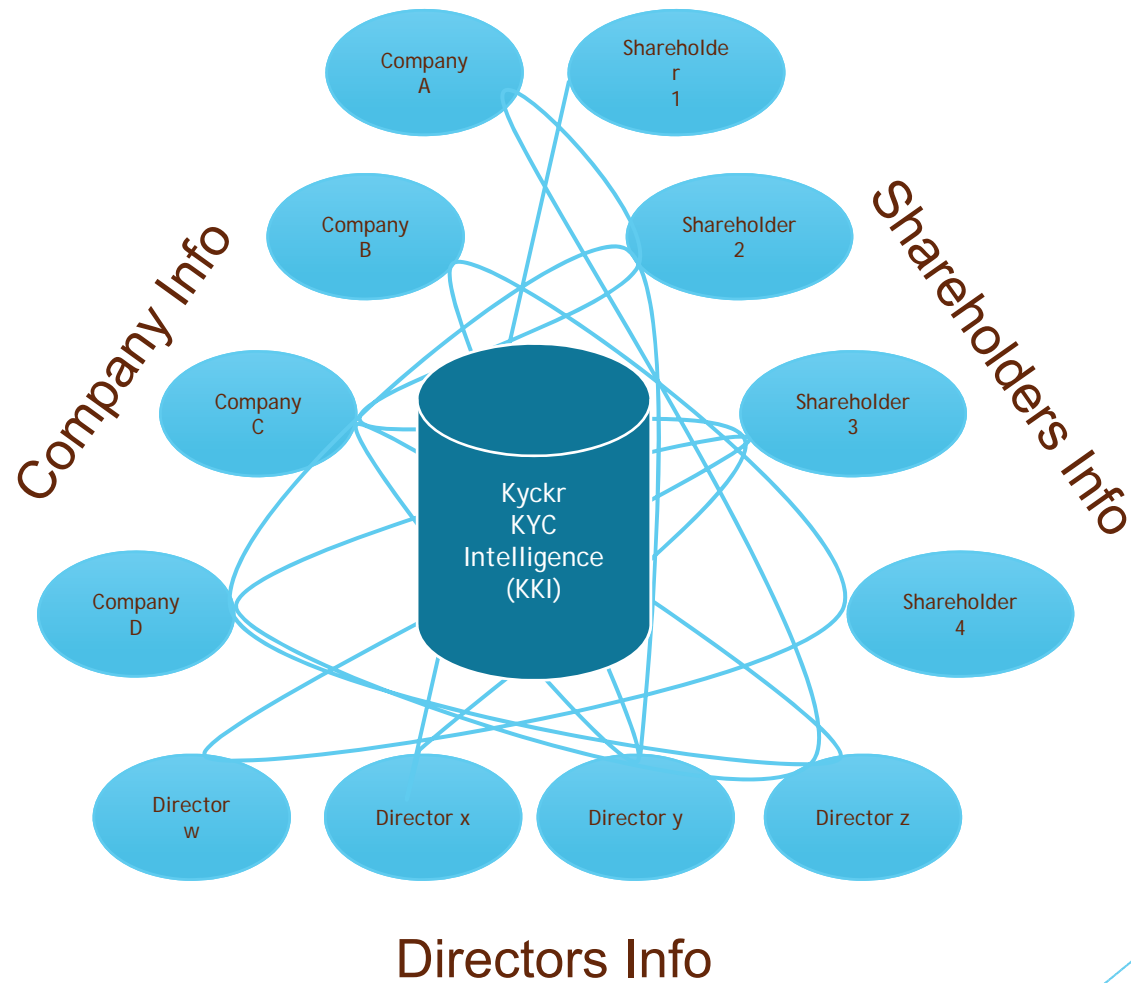 Company
A
Shareholde
r
1
Company
B
Shareholder
2
Company Info
Shareholders Info
Company
C
Shareholder
3
Kyckr
KYC
Intelligence
(KKI)
Company
D
Shareholder
4
Director
w
Director x
Director y
Director z
Directors Info